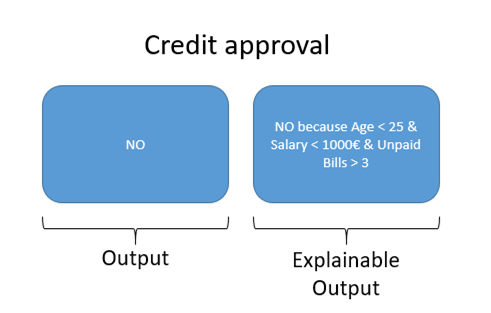 Credit approval
NO
NO because Age < 25 &
Salary < 1000€ & Unpaid
Bills > 3
Output
Explainable
Output